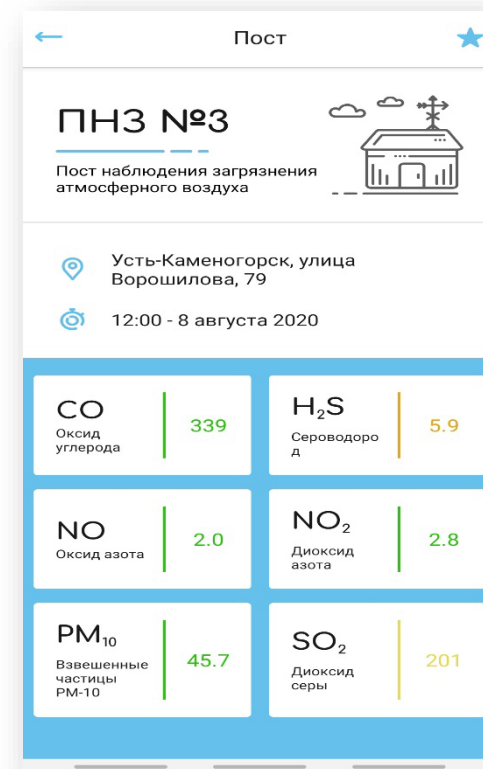 Пост
ПНЗ №3
Пост наблюдения загрязнения
атмосферного воздуха
Усть-Каменогорск, улица
Ворошилова, 79
12:00 - 8 августа 2020
CO
Оксид
углерода
339
H₂S
Сероводоро
д
5.9
NO
Оксид азота
2.0
NO₂
Диоксид
азота
2.8
PM₁₀
Взвешенные
частицы
PM-10
45.7
SO₂
Диоксид
серы
201